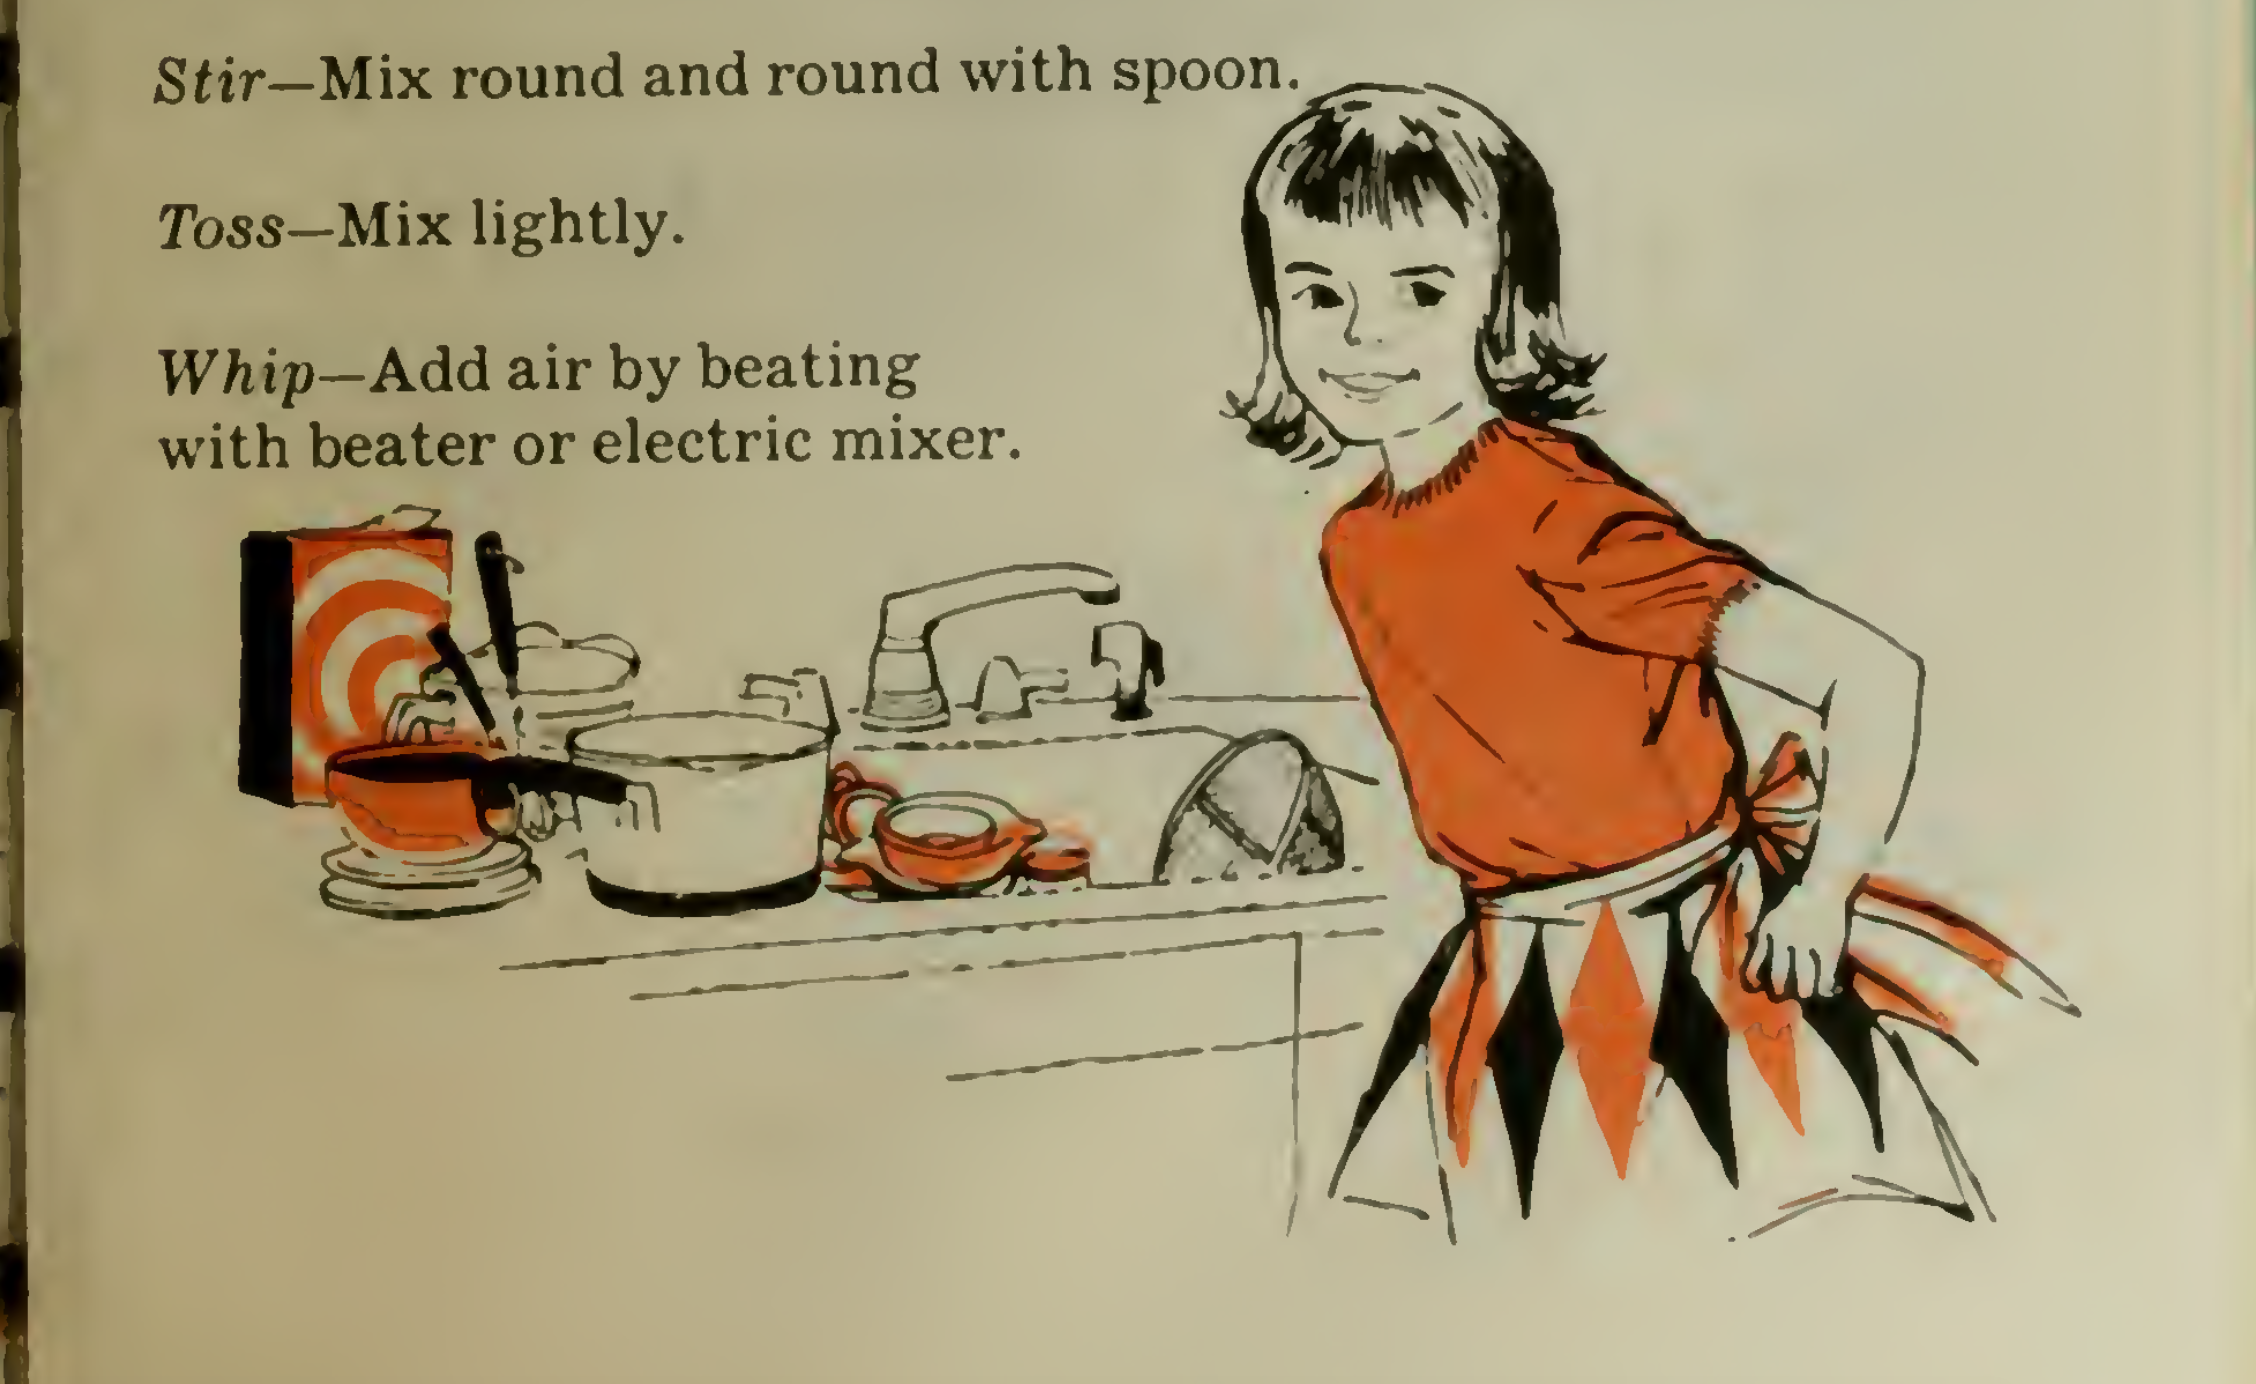 Stir—Mix round and round with spoon.
Toss—Mix lightly.
Whip—Add air by beating
with beater or electric mixer.